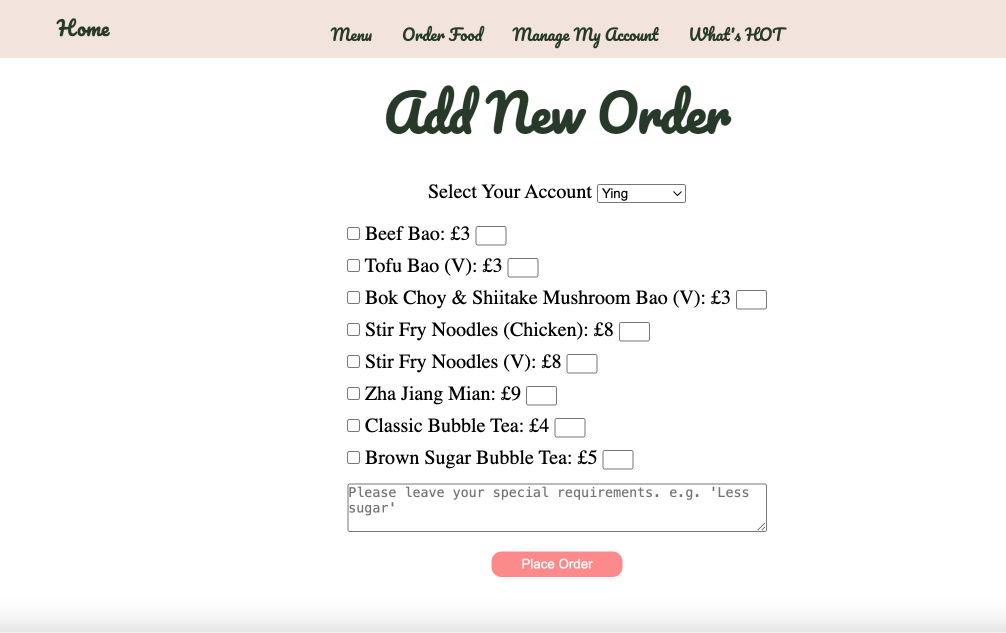 Home
Menu Order Food Manage My Account What's HOT
Add New Order
Select Your Account Ying
Beef Bao: £3
Tofu Bao (V): £3
Bok Choy & Shiitake Mushroom Bao (V): £3
Stir Fry Noodles (Chicken): £8
Stir Fry Noodles (V): £8
Zha Jiang Mian: £9
Classic Bubble Tea: £4
Brown Sugar Bubble Tea: £5
Please leave your special requirements. e.g. 'Less
sugar'
Place Order